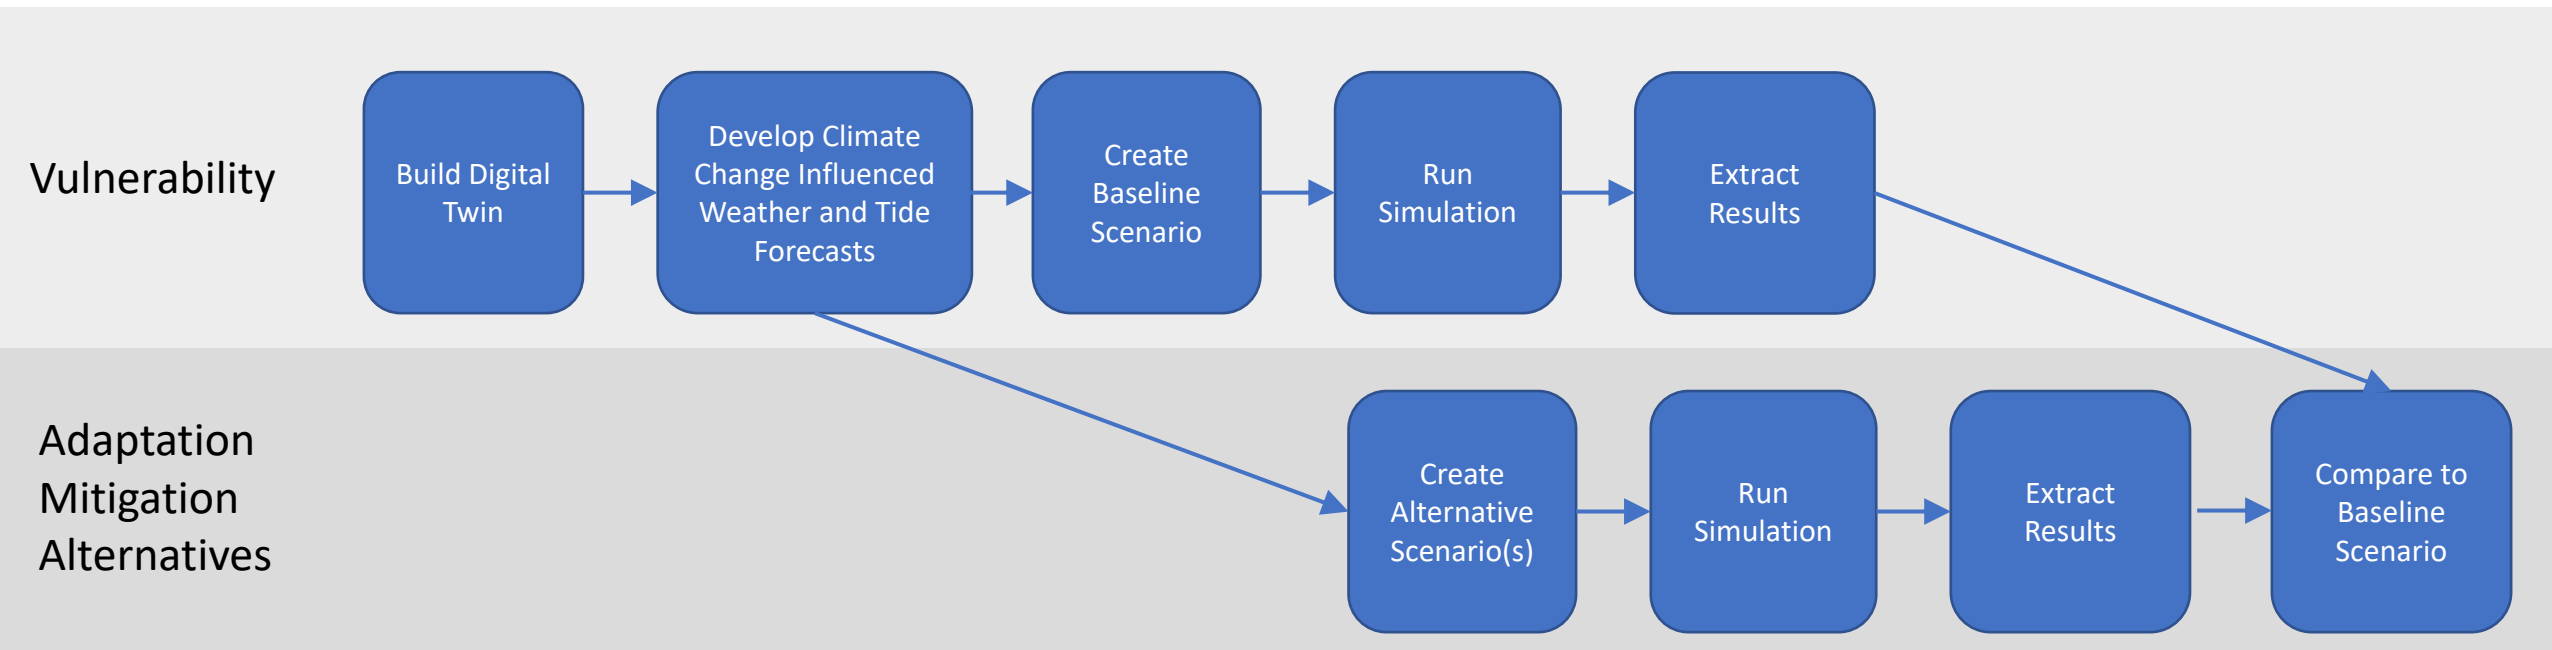 Vulnerability
Build Digital
Twin
Develop Climate
Change Influenced
Weather and Tide
Forecasts
Create
Baseline
Scenario
Run
Simulation
Extract
Results
Adaptation
Mitigation
Alternatives
Create
Alternative
Scenario(s)
Run
Simulation
Extract
Results
Compare to
Baseline
Scenario